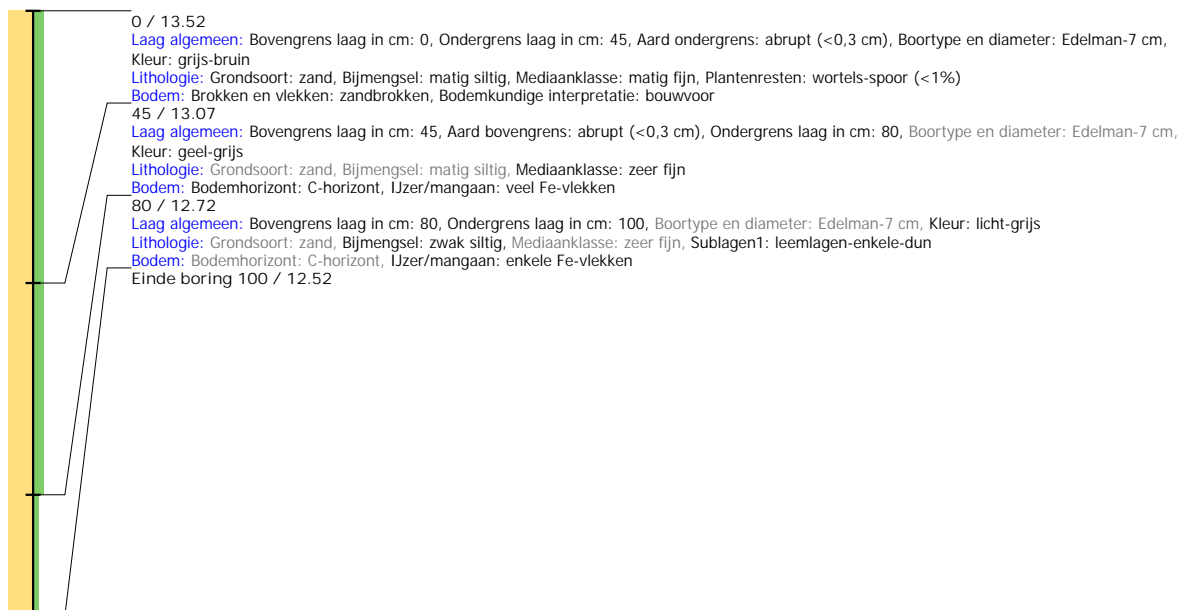 0 / 13.52
Laag algemeen: Bovengrens laag in cm: 0, Ondergrens laag in cm: 45, Aard ondergrens: abrupt (<0,3 cm), Boortype en diameter: Edelman-7 cm,
Kleur: grijs-bruin
Lithologie: Grondsoort: zand, Bijmengsel: matig siltig, Mediaanklasse: matig fijn, Plantenresten: wortels-spoor (<1%)
Bodem: Brokken en vlekken: zandbrokken, Bodemkundige interpretatie: bouwvoor
45 / 13.07
Laag algemeen: Bovengrens laag in cm: 45, Aard bovengrens: abrupt (<0,3 cm), Ondergrens laag in cm: 80, Boortype en diameter: Edelman-7 cm,
Kleur: geel-grijs
Lithologie: Grondsoort: zand, Bijmengsel: matig siltig, Mediaanklasse: zeer fijn
Bodem: Bodemhorizont: C-horizont, IJzer/mangaan: veel Fe-vlekken
80 / 12.72
Laag algemeen: Bovengrens laag in cm: 80, Ondergrens laag in cm: 100, Boortype en diameter: Edelman-7 cm, Kleur: licht-grijs
Lithologie: Grondsoort: zand, Bijmengsel: zwak siltig, Mediaanklasse: zeer fijn, Sublagen1: leemlagen-enkele-dun
Bodem: Bodemhorizont: C-horizont, IJzer/mangaan: enkele Fe-vlekken
Einde boring 100 / 12.52